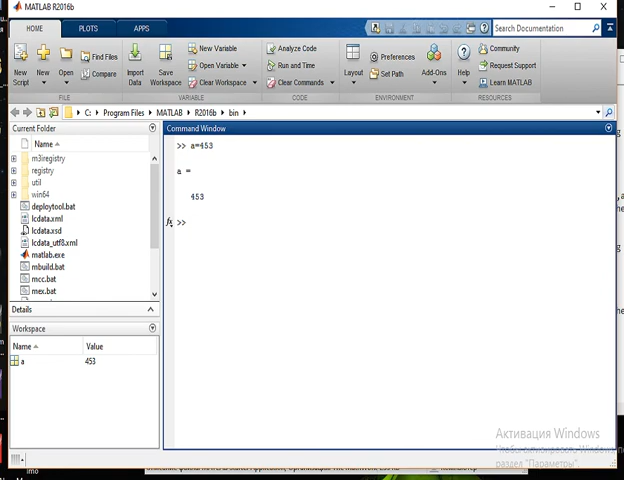 MATLAB R2016b
HOME PLOTS APPS
Search Documentation
New Script
New
Open
Find Files
Compare
Import Data
Save Workspace
New Variable
Open Variable
Clear Workspace
Analyze Code
Run and Time
Clear Commands
Layout
Preferences
Set Path
Add-Ons
Help
Community
Request Support
Learn MATLAB
FILE VARIABLE CODE ENVIRONMENT RESOURCES
C: Program Files MATLAB R2016b bin
Current Folder
Name
m3iregistry
registry
util
win64
deploytool.bat
lcdata.xml
lcdata.xsd
lcdata_utf8.xml
matlab.exe
mbuild.bat
mcc.bat
mex.bat
Details
Workspace
Name Value
a 453
Command Window
>> a=453
a =
453
fx >>
Активация Windows
раздел "Параметры".
imo